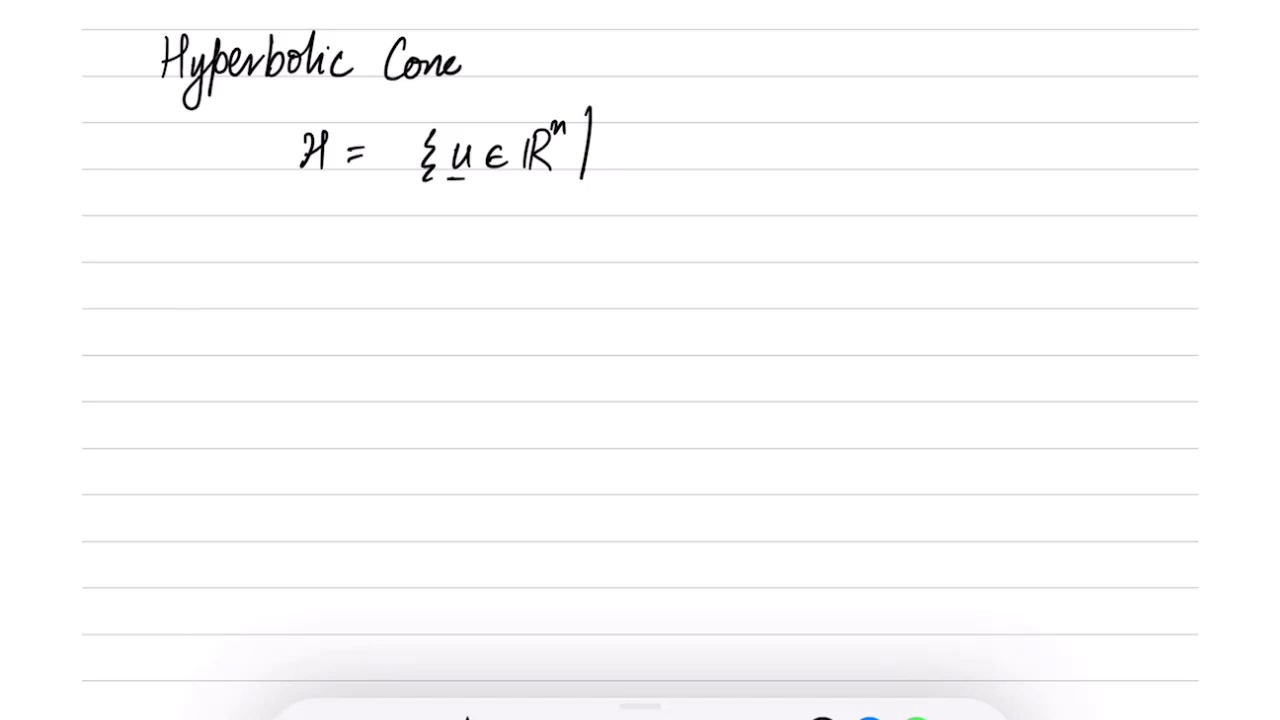 Hyperbolic Cone
ℋ = { u ∈ ℝⁿ |